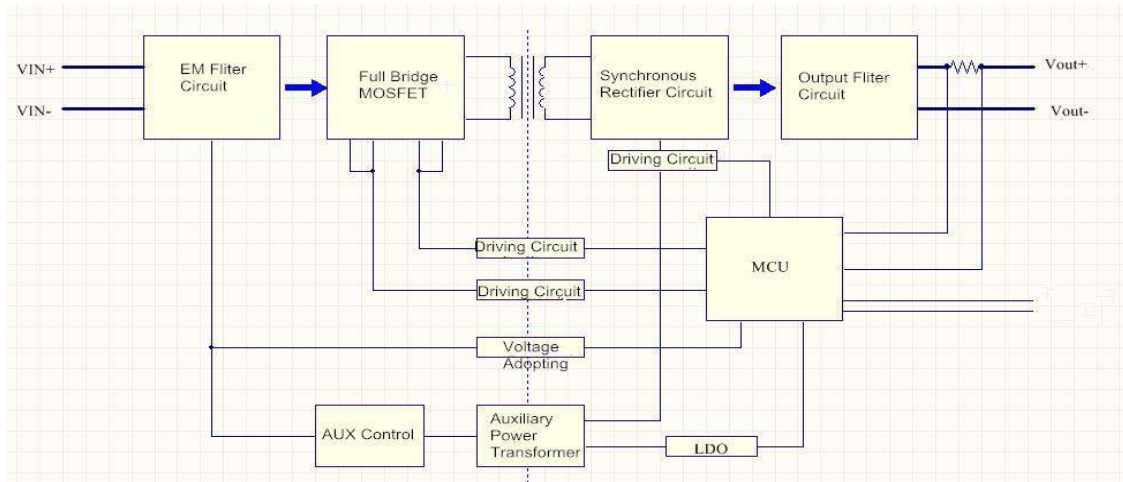 VIN+
VIN-
EM Fliter
Circuit
Full Bridge
MOSFET
Synchronous
Rectifier Circuit
Output Fliter
Circuit
Vout+
Vout-
Driving Circuit
Driving Circuit
MCU
Driving Circuit
Voltage
Adopting
AUX Control
Auxiliary
Power
Transformer
LDO